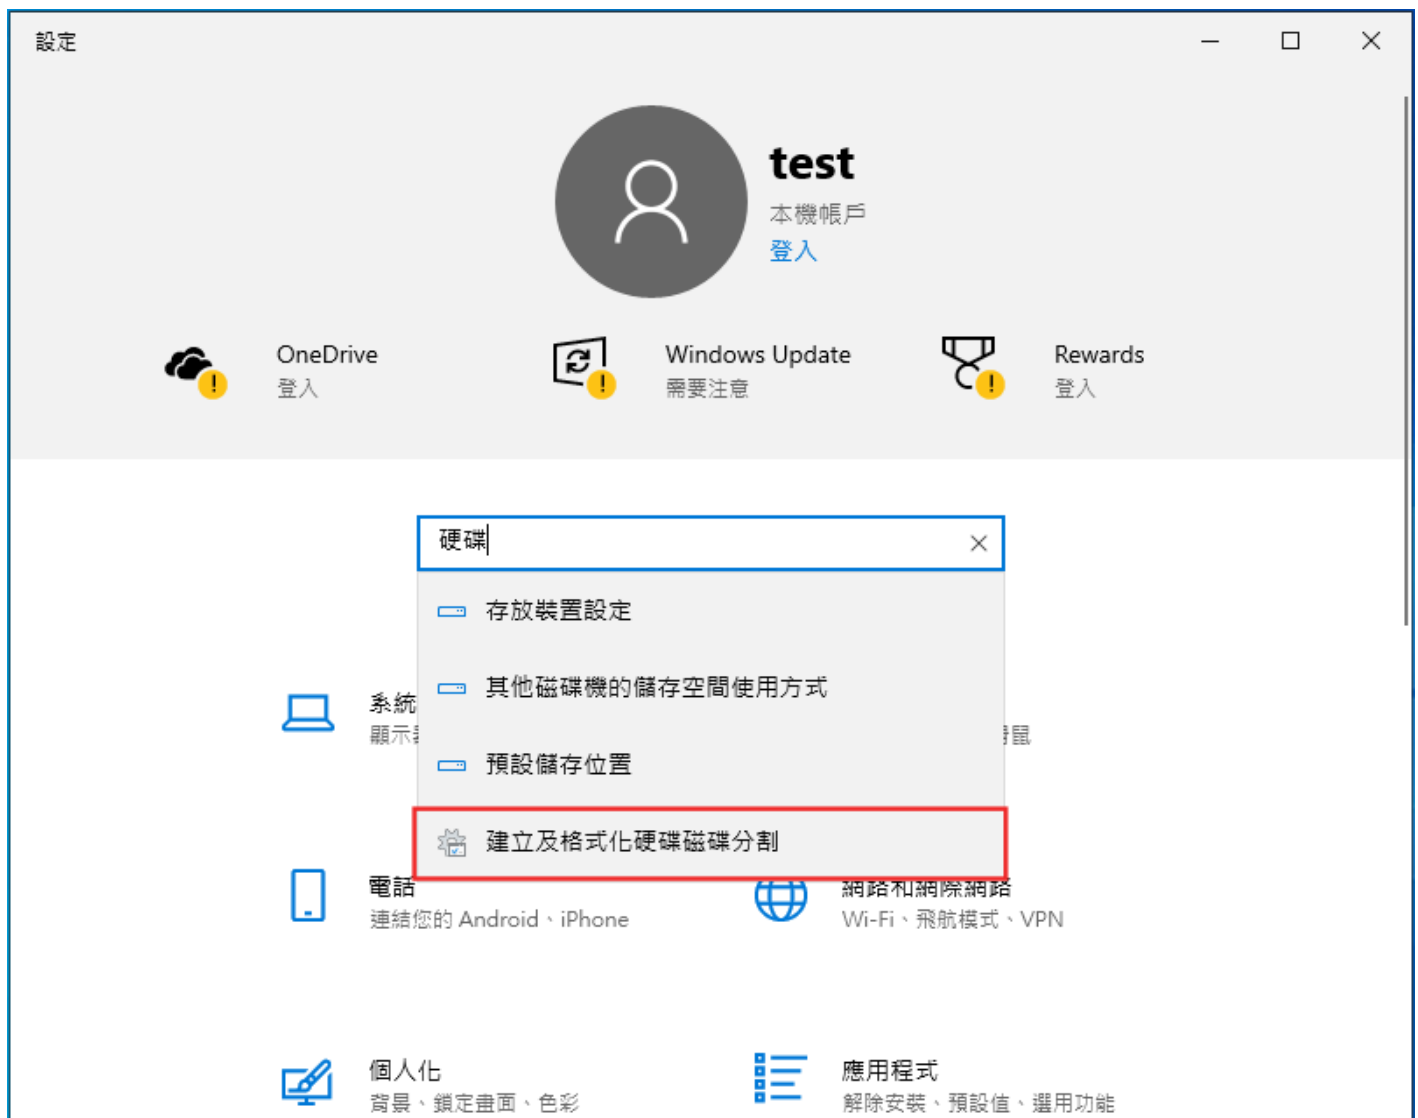 設定
test
本機帳戶
登入
OneDrive
登入
Windows Update
需要注意
Rewards
登入
硬碟
存放裝置設定
其他磁碟機的儲存空間使用方式
預設儲存位置
建立及格式化硬碟磁碟分割
系統
顯示
鼠
電話
連結您的 Android、iPhone
網路和網際網路
Wi-Fi、飛航模式、VPN
個人化
背景、鎖定畫面、色彩
應用程式
解除安裝、預設值、選用功能